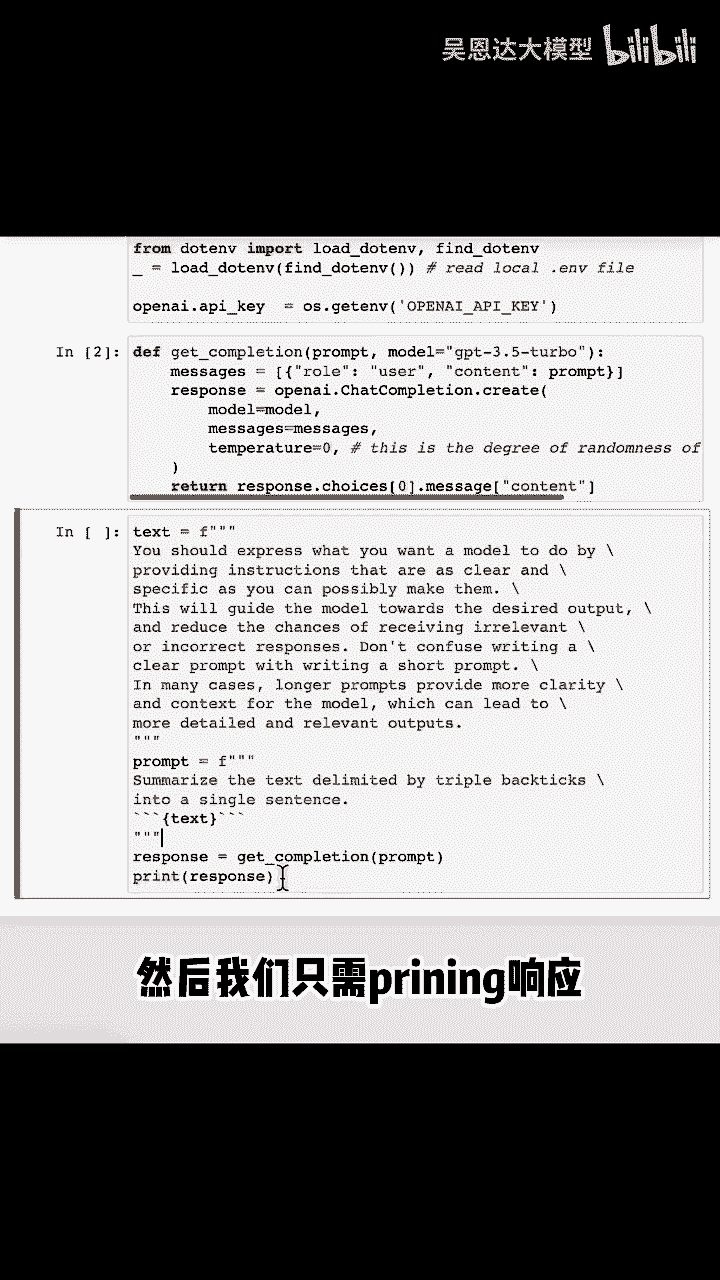 吴恩达大模型 bilibili
from dotenv import load_dotenv, find_dotenv
_ = load_dotenv(find_dotenv()) # read local .env file
openai.api_key  = os.getenv('OPENAI_API_KEY')
In [2]: def get_completion(prompt, model="gpt-3.5-turbo"):
    messages = [{"role": "user", "content": prompt}]
    response = openai.ChatCompletion.create(
        model=model,
        messages=messages,
        temperature=0, # this is the degree of randomness of
    )
    return response.choices[0].message["content"]
In [ ]: text = f"""
You should express what you want a model to do by \
providing instructions that are as clear and \
specific as you can possibly make them. \
This will guide the model towards the desired output, \
and reduce the chances of receiving irrelevant \
or incorrect responses. Don't confuse writing a \
clear prompt with writing a short prompt. \
In many cases, longer prompts provide more clarity \
and context for the model, which can lead to \
more detailed and relevant outputs.
"""
prompt = f"""
Summarize the text delimited by triple backticks \
into a single sentence.
```{text}```
"""
response = get_completion(prompt)
print(response)
然后我们只需prining响应